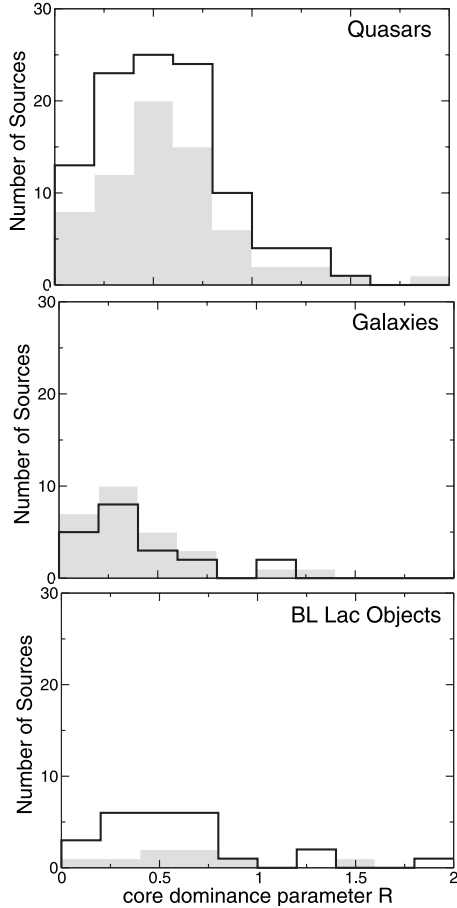 Quasars
30
20
10
0
Number of Sources
Galaxies
30
20
10
0
Number of Sources
BL Lac Objects
30
20
10
0
Number of Sources
0 0.5 1 1.5 2
core dominance parameter R